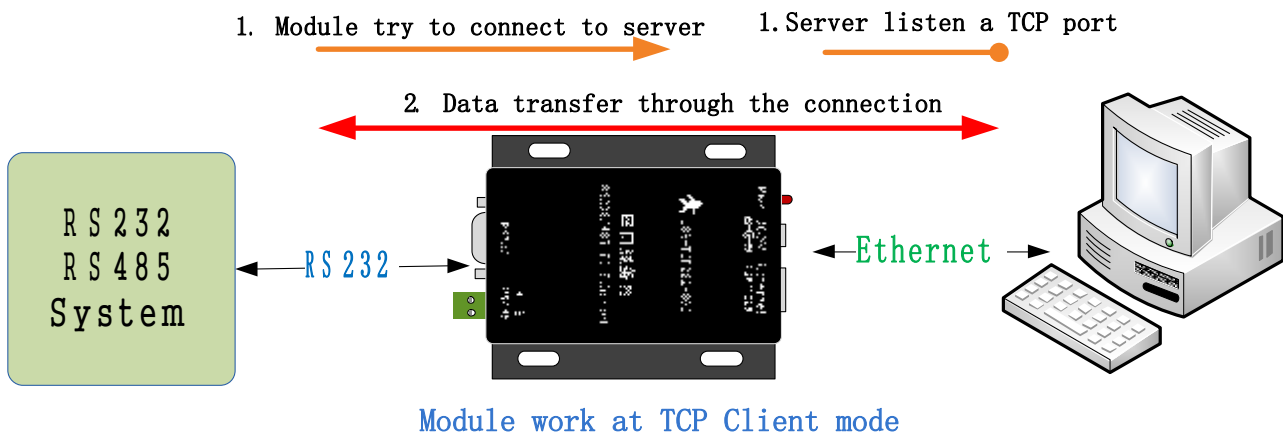 1. Module try to connect to server
1. Server listen a TCP port
2. Data transfer through the connection
RS232
RS485
System
RS232
Ethernet
Module work at TCP Client mode